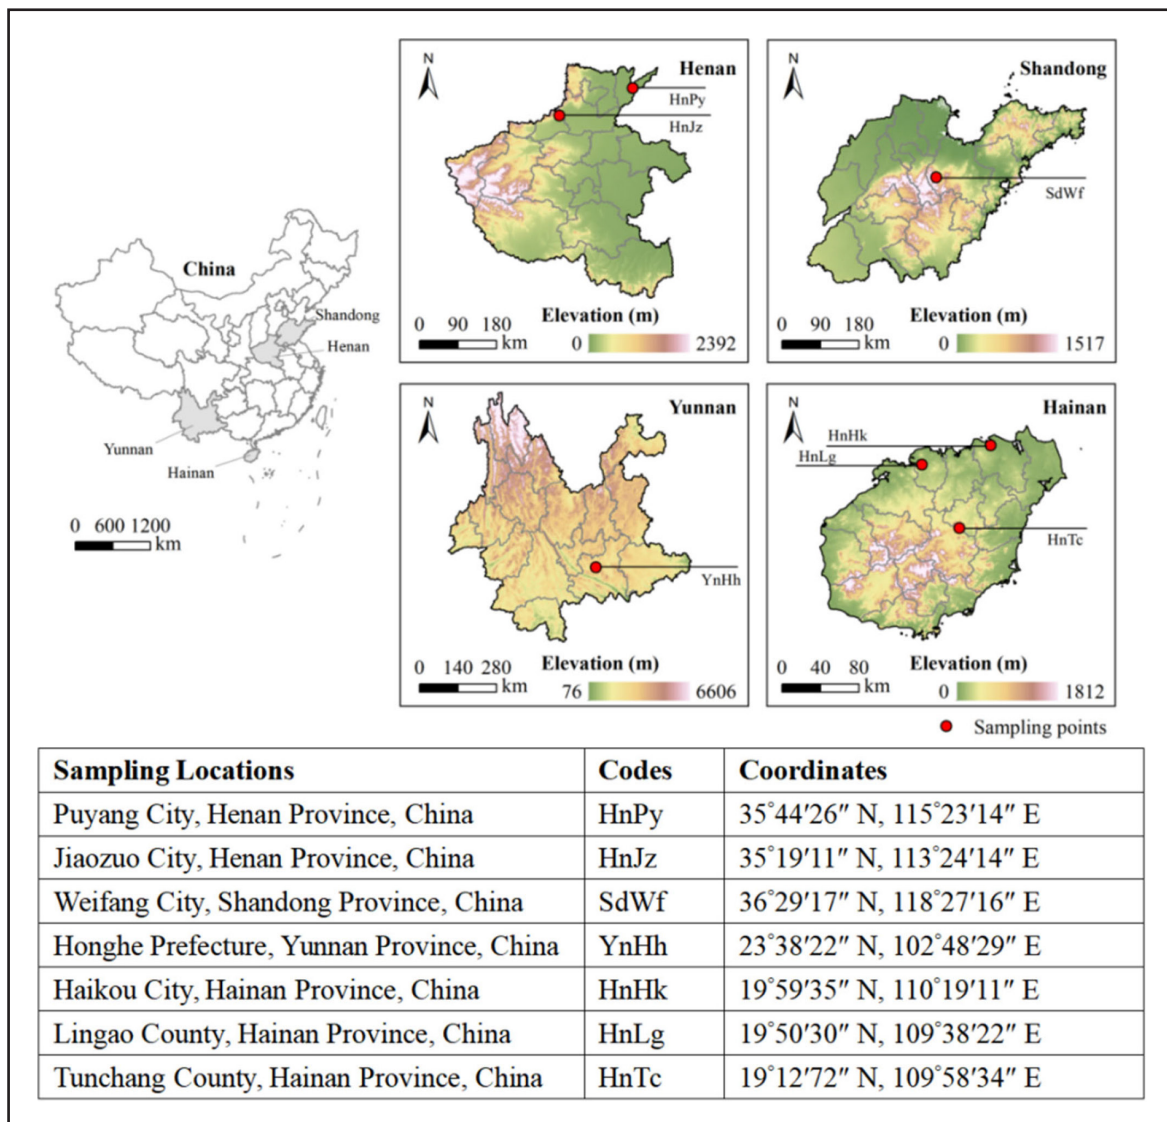 China
Shandong
Henan
Yunnan
Hainan
0 600 1200
km
N
Henan
HnPy
HnJz
Elevation (m)
0 90 180
km
0 2392
N
Shandong
SdWf
Elevation (m)
0 90 180
km
0 1517
N
Yunnan
YnHh
Elevation (m)
0 140 280
km
76 6606
N
Hainan
HnHk
HnLg
HnTc
Elevation (m)
0 40 80
km
0 1812
Sampling points
Sampling Locations Codes Coordinates
Puyang City, Henan Province, China HnPy 35°44′26″ N, 115°23′14″ E
Jiaozuo City, Henan Province, China HnJz 35°19′11″ N, 113°24′14″ E
Weifang City, Shandong Province, China SdWf 36°29′17″ N, 118°27′16″ E
Honghe Prefecture, Yunnan Province, China YnHh 23°38′22″ N, 102°48′29″ E
Haikou City, Hainan Province, China HnHk 19°59′35″ N, 110°19′11″ E
Lingao County, Hainan Province, China HnLg 19°50′30″ N, 109°38′22″ E
Tunchang County, Hainan Province, China HnTc 19°12′72″ N, 109°58′34″ E